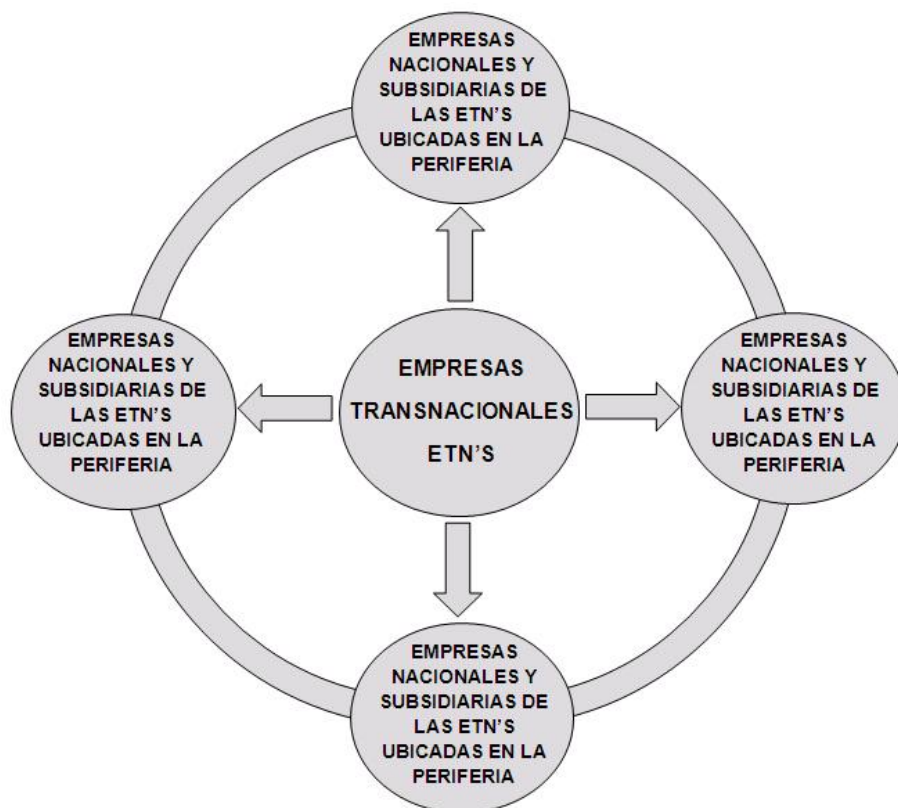 EMPRESAS
NACIONALES Y
SUBSIDIARIAS DE
LAS ETN'S
UBICADAS EN LA
PERIFERIA
EMPRESAS
NACIONALES Y
SUBSIDIARIAS DE
LAS ETN'S
UBICADAS EN LA
PERIFERIA
EMPRESAS
TRANSNACIONALES
ETN'S
EMPRESAS
NACIONALES Y
SUBSIDIARIAS DE
LAS ETN'S
UBICADAS EN LA
PERIFERIA
EMPRESAS
NACIONALES Y
SUBSIDIARIAS DE
LAS ETN'S
UBICADAS EN LA
PERIFERIA